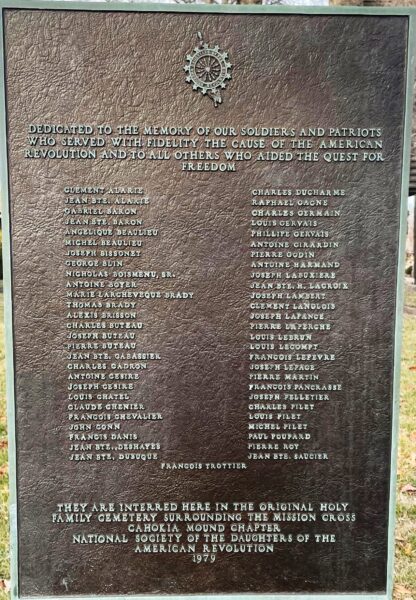 DEDICATED TO THE MEMORY OF OUR SOLDIERS AND PATRIOTS
WHO SERVED WITH FIDELITY THE CAUSE OF THE AMERICAN
REVOLUTION AND TO ALL OTHERS WHO AIDED THE QUEST FOR
FREEDOM
CLEMENT ALARIE
JEAN BTE. ALARIE
GABRIEL BARON
JEAN BTE. BARON
ANGELIQUE BEAULIEU
MICHEL BEAULIEU
JOSEPH BISSONET
GEORGE BLIN
NICHOLAS BOISMENU, SR.
ANTOINE BOYER
MARIE LARCHEVEQUE BRADY
THOMAS BRADY
ALEXIS BRISSON
CHARLES BUTEAU
JOSEPH BUTEAU
PIERRE BUTEAU
JEAN BTE. GABASSIER
CHARLES GADRON
ANTOINE CESIRE
JOSEPH CESIRE
LOUIS CHATEL
CLAUDE CHENIER
FRANCOIS CHEVALIER
JOHN CONN
FRANCIS DANIS
JEAN BTE. DESHAYES
JEAN BTE. DUBUQUE
CHARLES DUCHARME
RAPHAEL GAGNE
CHARLES GERMAIN
LOUIS GERVAIS
PHILLIPE GERVAIS
ANTOINE GIRARDIN
PIERRE GODIN
ANTOINE HARMAND
JOSEPH LABUXIERE
JEAN BTE. H. LACROIX
JOSEPH LAMBERT
CLEMENT LANGLOIS
JOSEPH LAPANCE
PIERRE LAPERCHE
LOUIS LEBRUN
LOUIS LECOMPT
FRANCOIS LEFEVRE
JOSEPH LEPAGE
PIERRE MARTIN
FRANCOIS PANCRASSE
JOSEPH PELLETIER
CHARLES PILET
LOUIS PILET
MICHEL PILET
PAUL POUPARD
PIERRE ROY
JEAN BTE. SAUCIER
FRANCOIS TROTTIER
THEY ARE INTERRED HERE IN THE ORIGINAL HOLY
FAMILY CEMETERY SURROUNDING THE MISSION CROSS
CAHOKIA MOUND CHAPTER
NATIONAL SOCIETY OF THE DAUGHTERS OF THE
AMERICAN REVOLUTION
1979